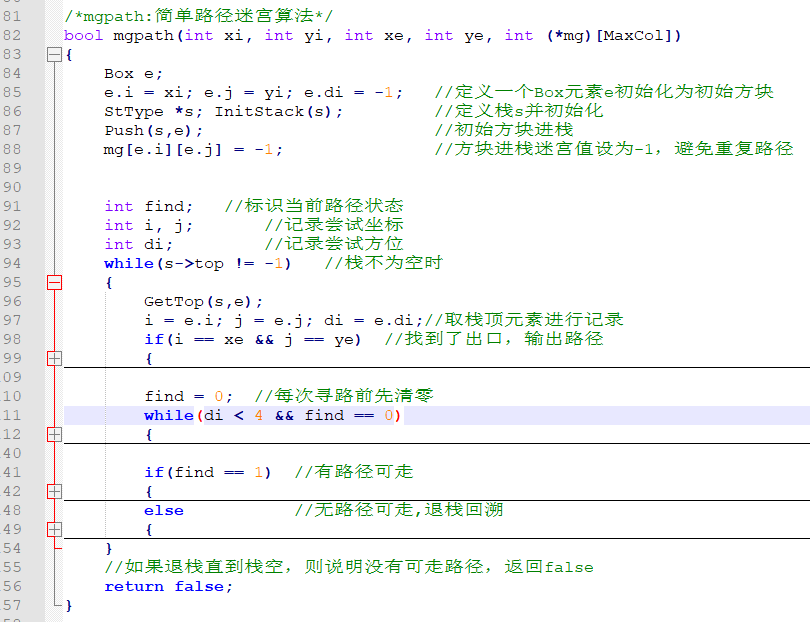 81 /*mgpath:简单路径迷宫算法*/
82 bool mgpath(int xi, int yi, int xe, int ye, int (*mg)[MaxCol])
83 {
84 Box e;
85 e.i = xi; e.j = yi; e.di = -1; //定义一个Box元素e初始化为初始方块
86 StType *s; InitStack(s); //定义栈s并初始化
87 Push(s,e); //初始方块进栈
88 mg[e.i][e.j] = -1; //方块进栈迷宫值设为-1，避免重复路径
89
90
91 int find; //标识当前路径状态
92 int i, j; //记录尝试坐标
93 int di; //记录尝试方位
94 while(s->top != -1) //栈不为空时
95 {
96 GetTop(s,e);
97 i = e.i; j = e.j; di = e.di;//取栈顶元素进行记录
98 if(i == xe && j == ye) //找到了出口，输出路径
99 {
09
10 find = 0; //每次寻路前先清零
11 while(di < 4 && find == 0)
12 {
40
41 if(find == 1) //有路径可走
42 {
48 else //无路径可走,退栈回溯
49 {
54 }
55 //如果退栈直到栈空，则说明没有可走路径，返回false
56 return false;
57 }